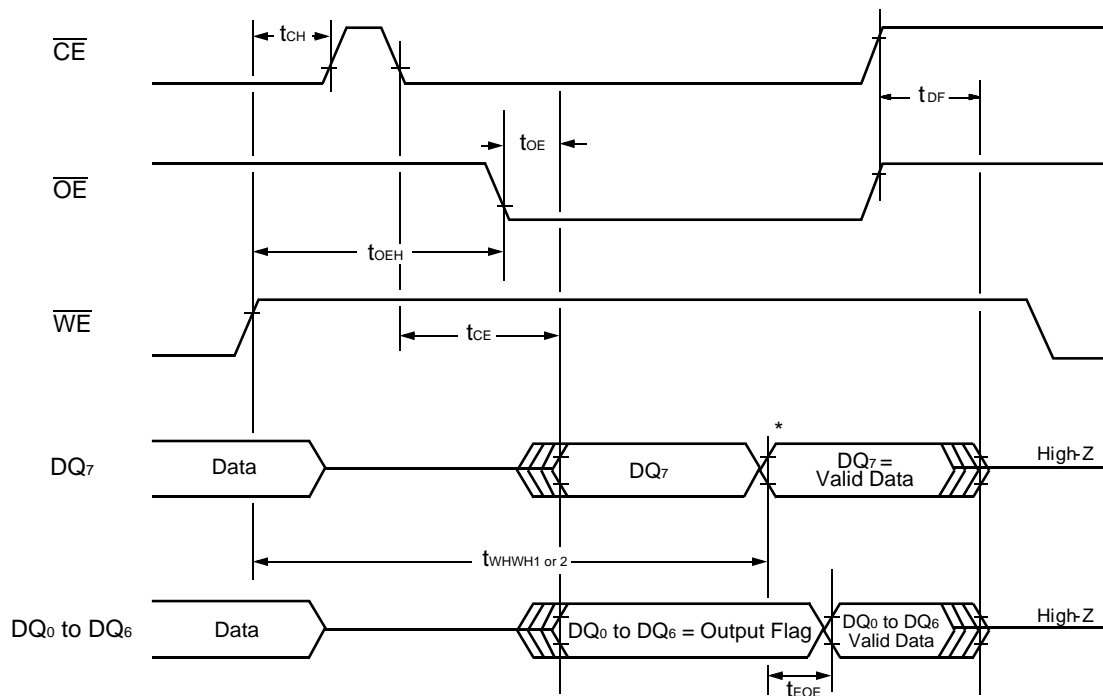 CE
tCH
tDF
OE
tOE
tOEH
WE
tCE
*
DQ7
Data
DQ7
DQ7 =
Valid Data
High-Z
tWHWH1 or 2
DQ0 to DQ6
Data
DQ0 to DQ6 = Output Flag
DQ0 to DQ6
Valid Data
High-Z
tEOE